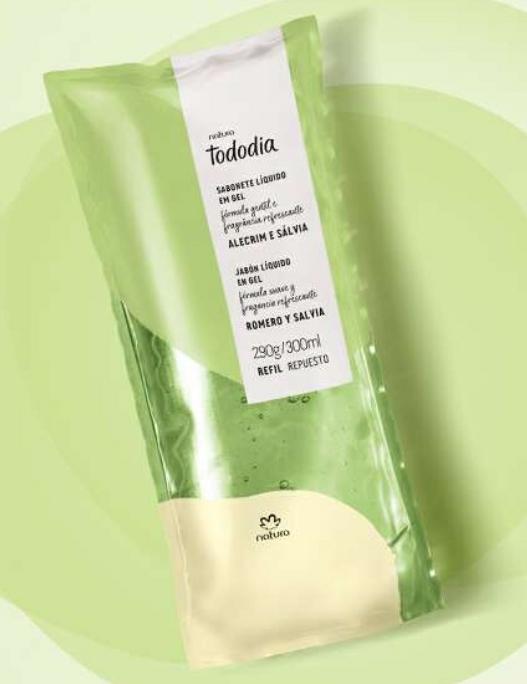 natura
tododia
SABONETE LÍQUIDO
EM GEL
fórmula gentil e
fragrância refrescante
ALECRIM E SÁLVIA
JABÓN LÍQUIDO
EN GEL
fórmula suave y
fragancia refrescante
ROMERO Y SALVIA
290g/300ml
REFIL REPUESTO
natura